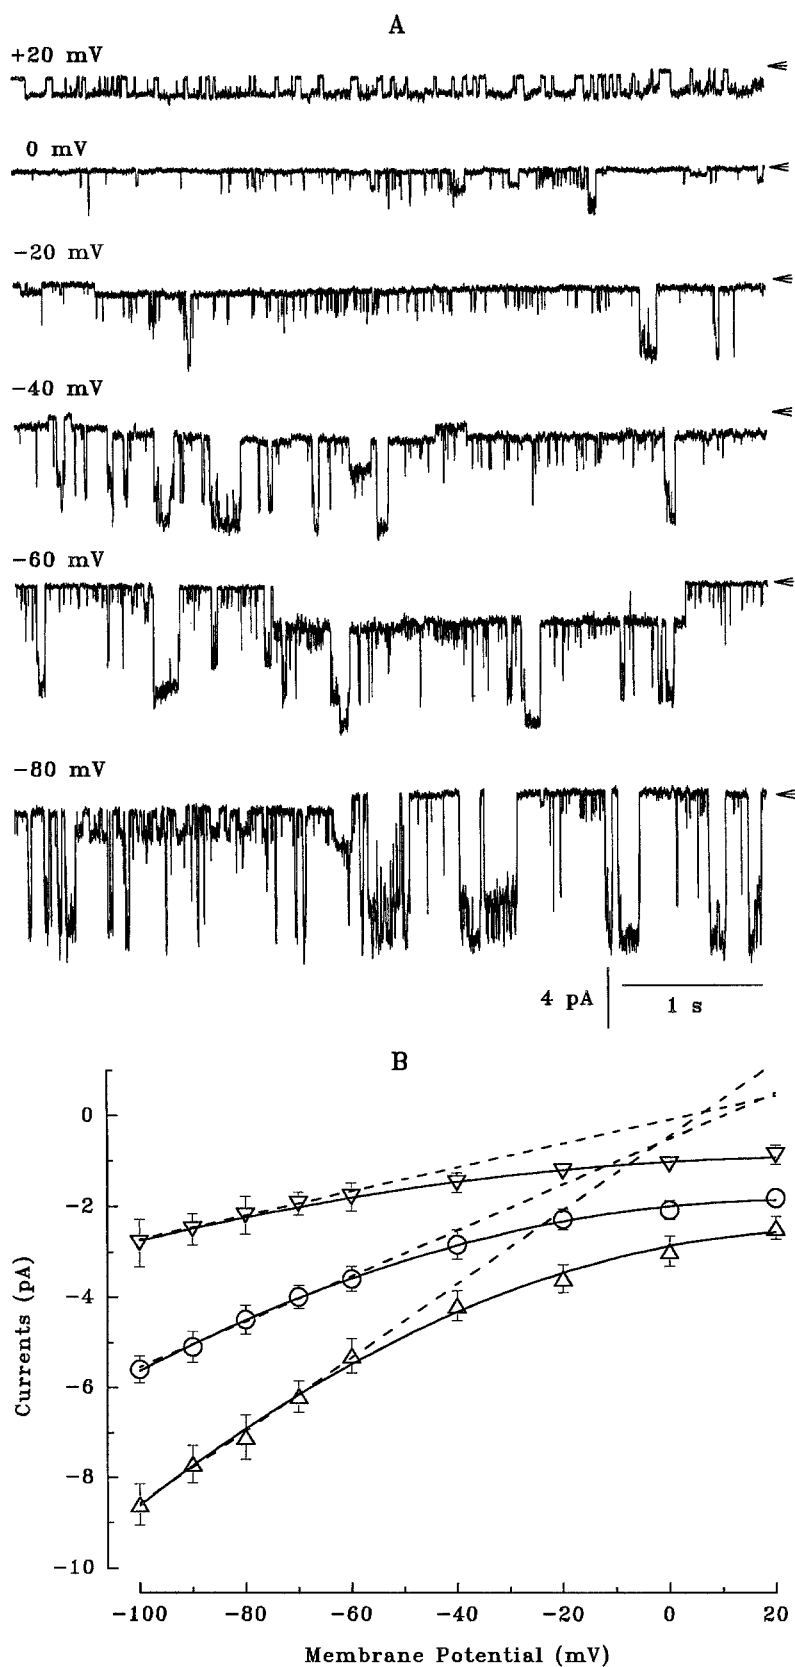 A
+20 mV
0 mV
−20 mV
−40 mV
−60 mV
−80 mV
4 pA
1 s
B
0
−2
−4
−6
−8
−10
Currents (pA)
−100 −80 −60 −40 −20 0 20
Membrane Potential (mV)